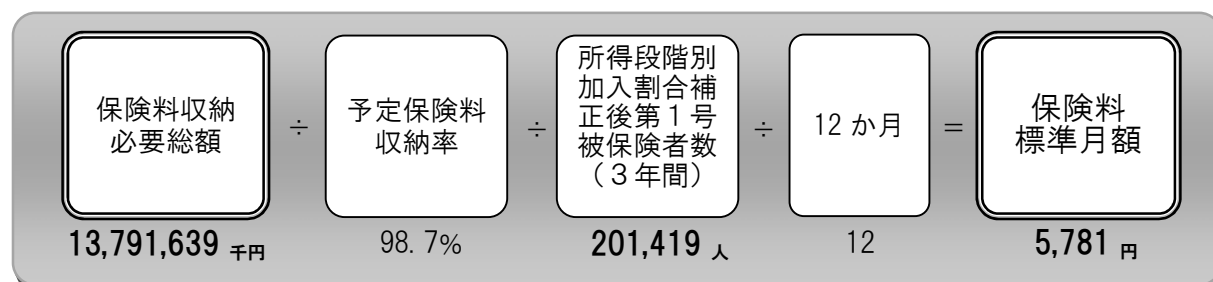 保険料収納
必要総額
÷
予定保険料
収納率
÷
所得段階別
加入割合補
正後第１号
被保険者数
（３年間）
÷
12 か月
＝
保険料
標準月額
13,791,639 千円
98.7%
201,419 人
12
5,781 円